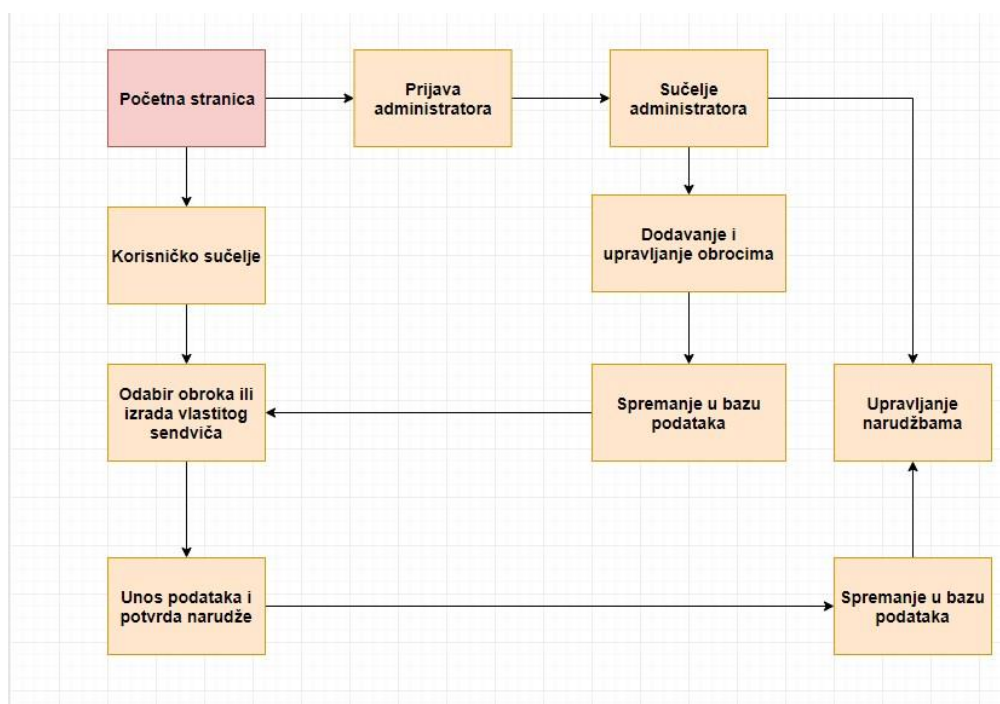 Početna stranica
Prijava
administratora
Sučelje
administratora
Korisničko sučelje
Dodavanje i
upravljanje obrocima
Odabir obroka ili
izrada vlastitog
sendviča
Spremanje u bazu
podataka
Upravljanje
narudžbama
Unos podataka i
potvrda narudže
Spremanje u bazu
podataka